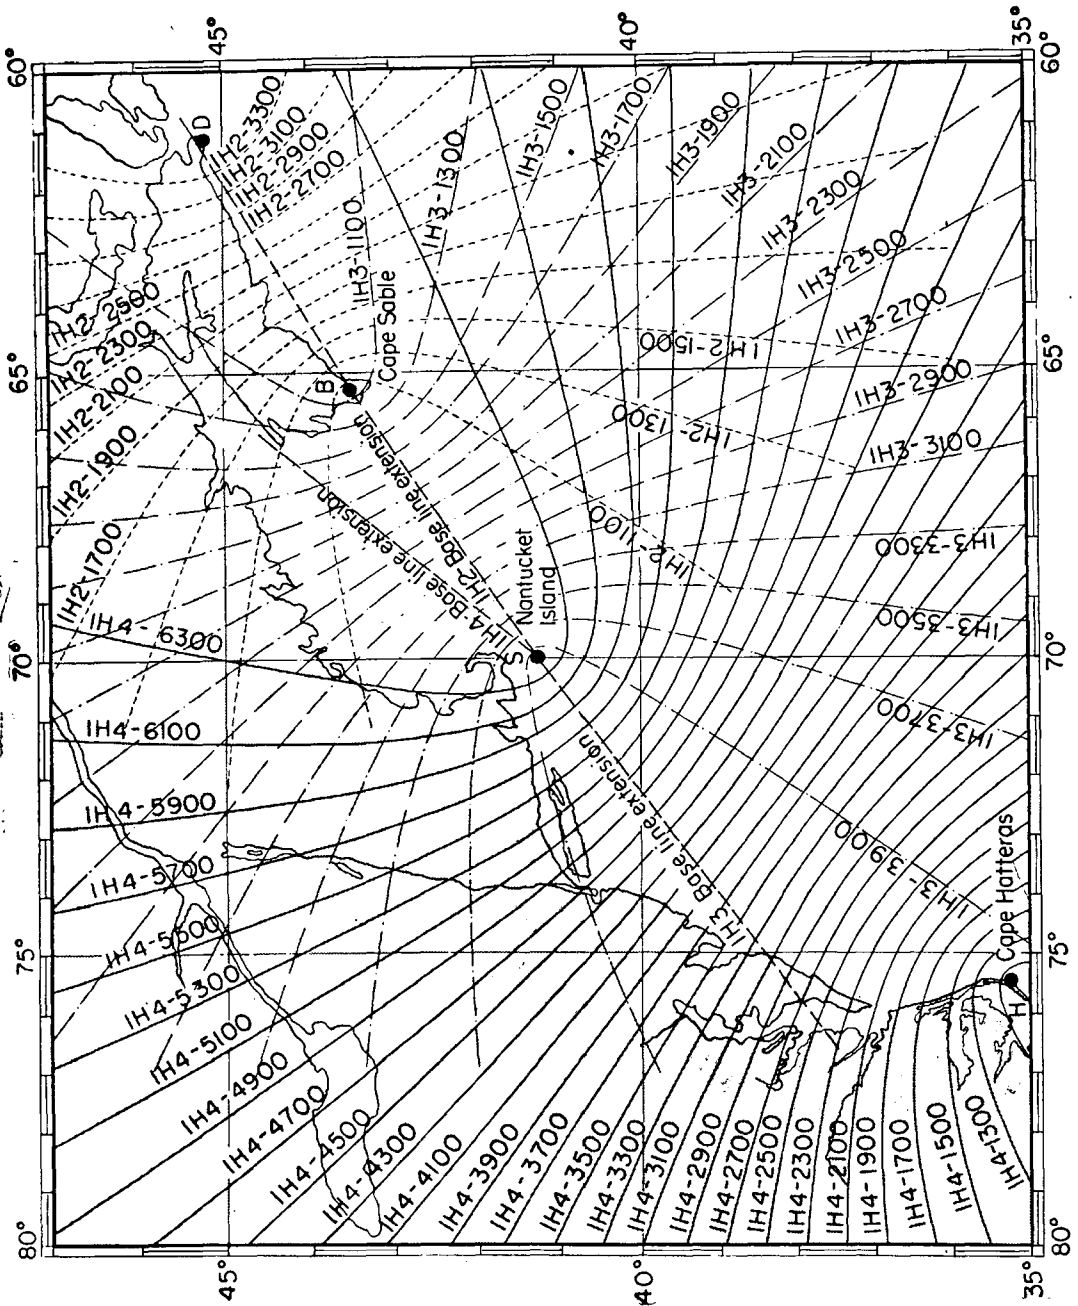 60°
65°
70°
75°
80°
45°
40°
35°
60°
65°
70°
75°
80°
45°
40°
35°
D
1H2-3300
1H2-3100
1H2-2900
1H2-2700
1H2-2500
1H2-2300
1H2-2100
1H2-1900
1H2-1700
1H2-1500
1H2-1300
1H2-1100
1H3-1100
1H3-1300
1H3-1500
1H3-1700
1H3-1900
1H3-2100
1H3-2300
1H3-2500
1H3-2700
1H3-2900
1H3-3100
1H3-3300
1H3-3500
1H3-3700
1H3-3900
B
Cape Sable
1H2 Base line extension
1H4 Base line extension
S
Nantucket
Island
1H3 Base line extension
Cape Hatteras
H
1H4-6300
1H4-6100
1H4-5900
1H4-5700
1H4-5500
1H4-5300
1H4-5100
1H4-4900
1H4-4700
1H4-4500
1H4-4300
1H4-4100
1H4-3900
1H4-3700
1H4-3500
1H4-3300
1H4-3100
1H4-2900
1H4-2700
1H4-2500
1H4-2300
1H4-2100
1H4-1900
1H4-1700
1H4-1500
1H4-1300